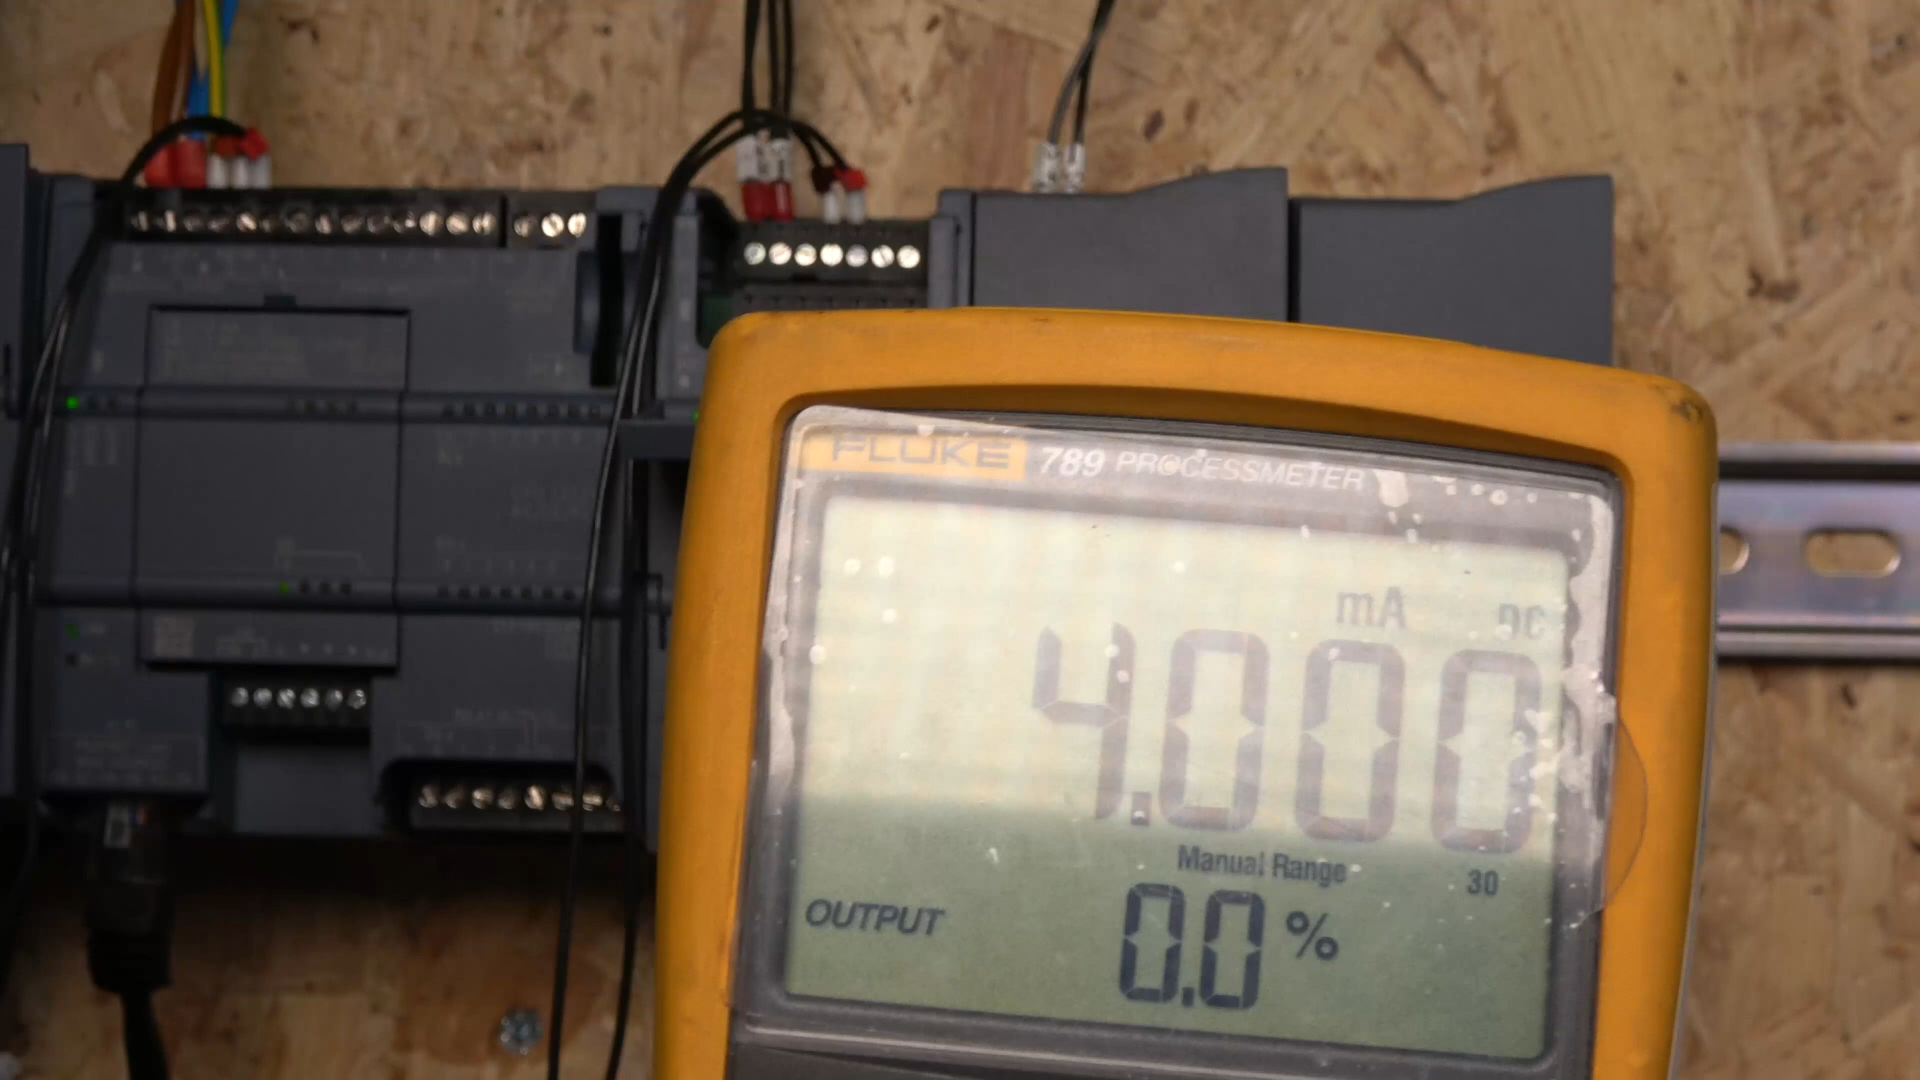 FLUKE 789 PROCESSMETER
mA DC
4.000
Manual Range 30
OUTPUT 0.0 %